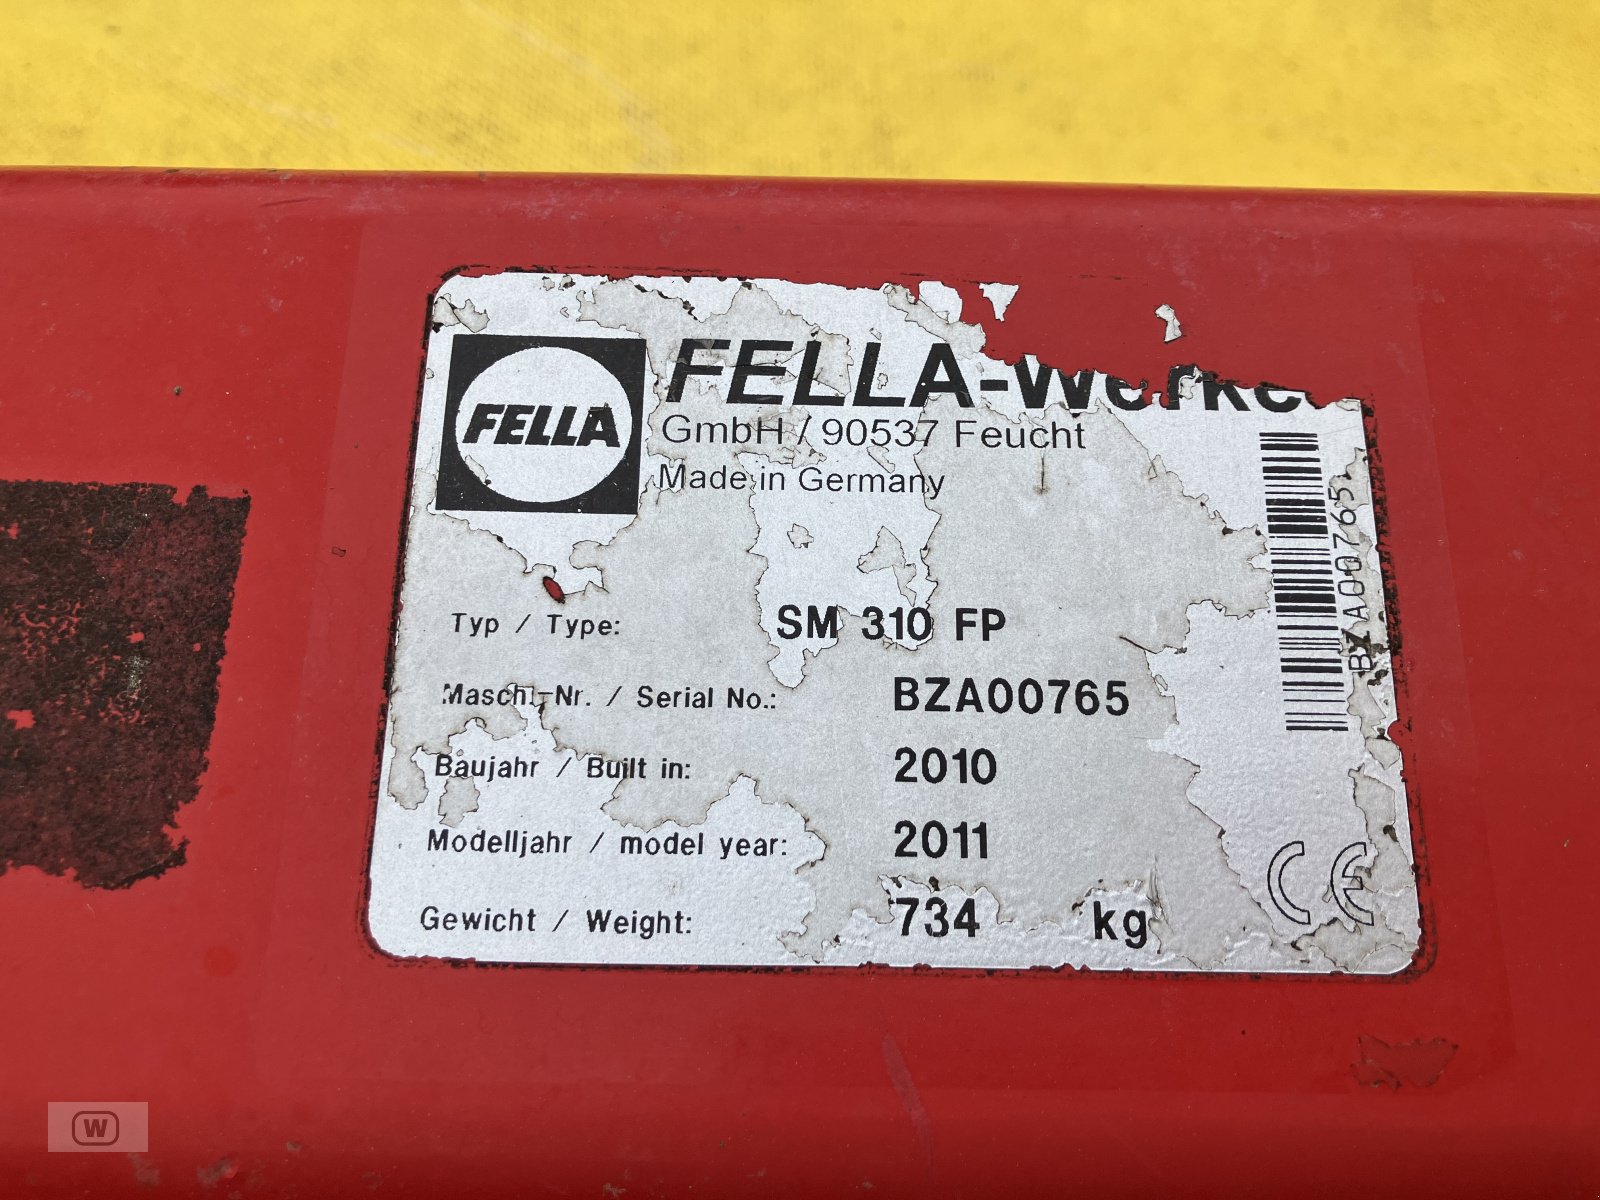 FELLA
FELLA-Werke
GmbH / 90537 Feucht
Made in Germany
BZA00765
Typ / Type: SM 310 FP
Masch.-Nr. / Serial No.: BZA00765
Baujahr / Built in: 2010
Modelljahr / model year: 2011
Gewicht / Weight: 734 kg
CE
W